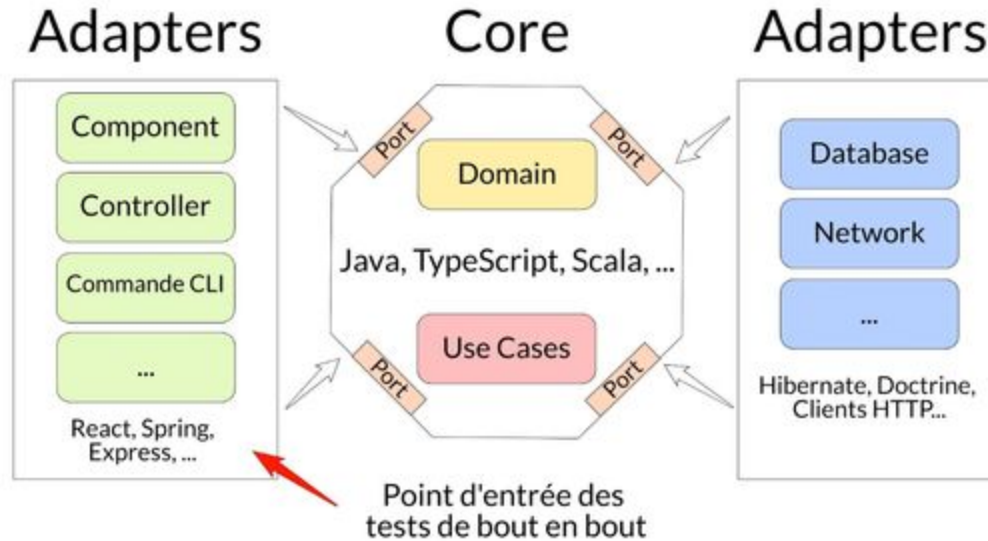 Adapters
Core
Adapters
Component
Controller
Commande CLI
...
React, Spring,
Express, ...
Port
Port
Domain
Java, TypeScript, Scala, ...
Use Cases
Port
Port
Database
Network
...
Hibernate, Doctrine,
Clients HTTP...
Point d'entrée des
tests de bout en bout